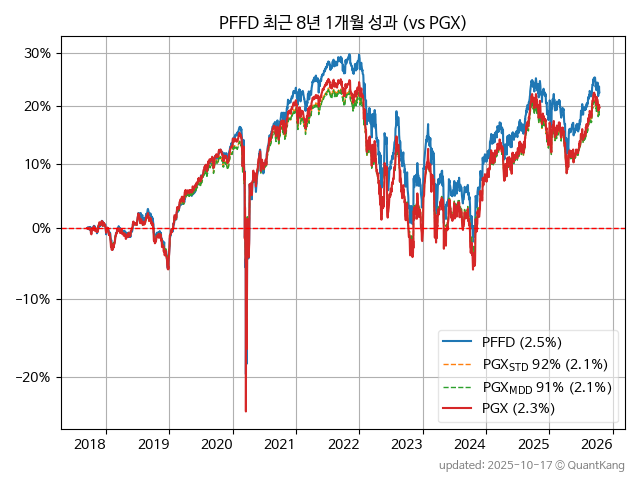 PFFD 최근 8년 1개월 성과 (vs PGX)
30%
20%
10%
0%
−10%
−20%
PFFD (2.5%)
PGX_STD 92% (2.1%)
PGX_MDD 91% (2.1%)
PGX (2.3%)
2018 2019 2020 2021 2022 2023 2024 2025 2026
updated: 2025-10-17 © QuantKang